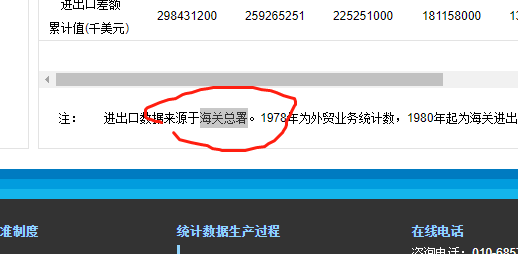 进出口差额
累计值(千美元)
298431200 259265251 225251000 181158000
注： 进出口数据来源于海关总署。1978年为外贸业务统计数，1980年起为海关进出
准制度 统计数据生产过程 在线电话
咨询电话：010-685